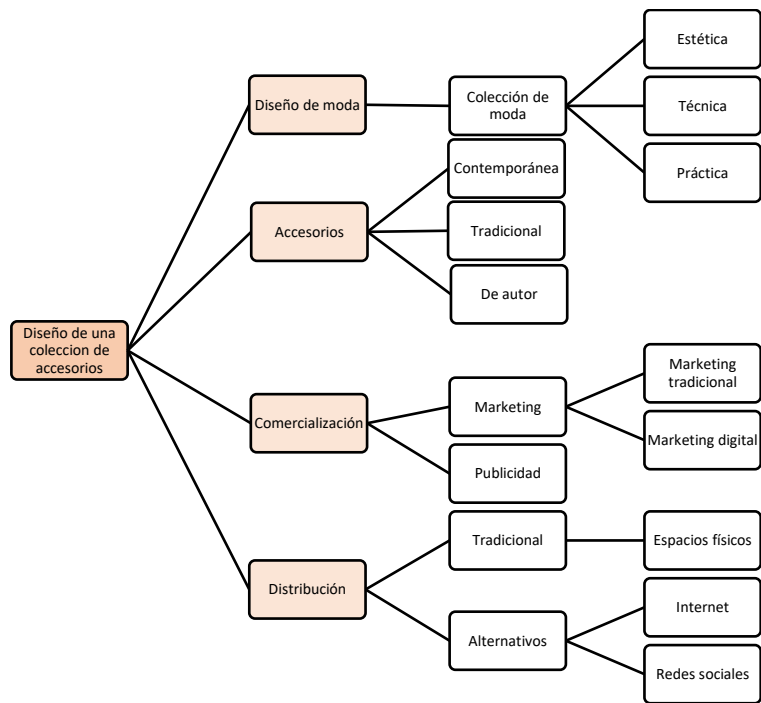 Estética
Diseño de moda
Colección de
moda
Técnica
Práctica
Contemporánea
Accesorios
Tradicional
De autor
Diseño de una
coleccion de
accesorios
Marketing
tradicional
Comercialización
Marketing
Marketing digital
Publicidad
Tradicional
Espacios físicos
Distribución
Internet
Alternativos
Redes sociales